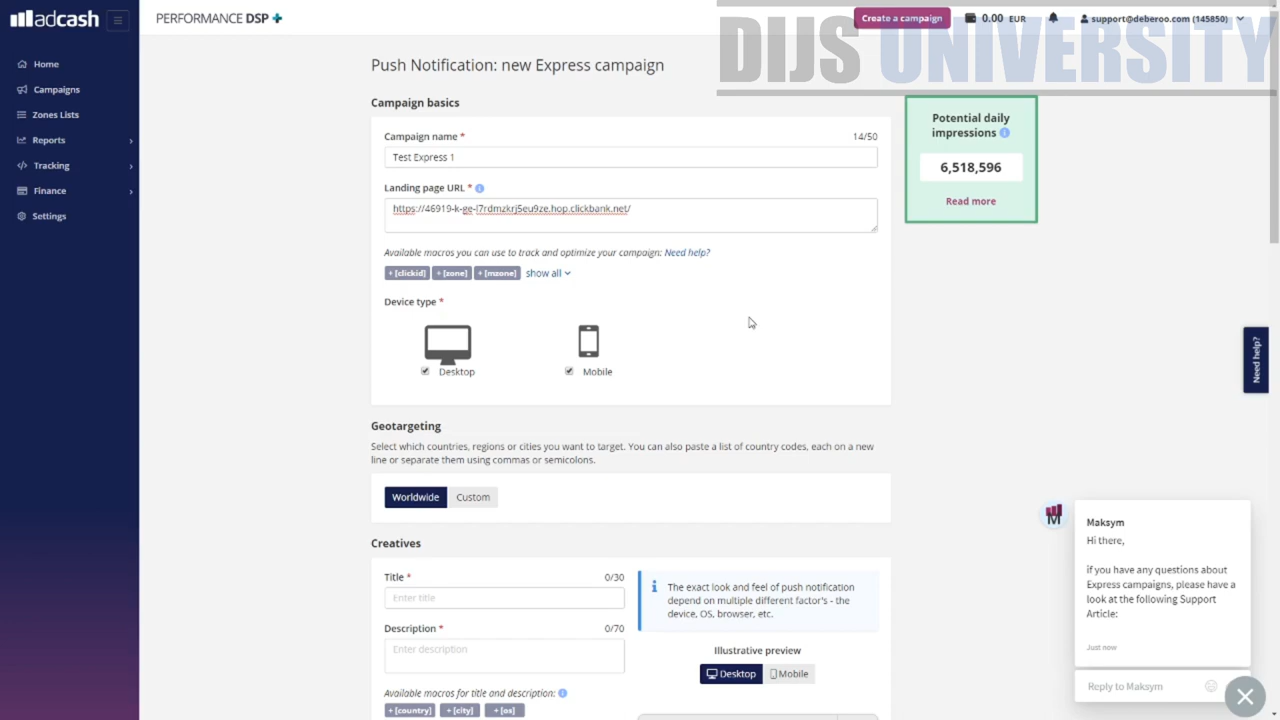 adcash
PERFORMANCE DSP
Create a campaign
0.00 EUR
support@deberoo.com (145850)
DIJS UNIVERSITY
Home
Campaigns
Zones Lists
Reports
Tracking
Finance
Settings
Push Notification: new Express campaign
Campaign basics
Campaign name *
14/50
Test Express 1
Landing page URL *
https://46919-k-ge-l7rdmzkrj5eu9ze.hop.clickbank.net/
Available macros you can use to track and optimize your campaign: Need help?
+ [clickid] + [zone] + [mzone] show all
Device type *
Desktop
Mobile
Potential daily
impressions
6,518,596
Read more
Geotargeting
Select which countries, regions or cities you want to target. You can also paste a list of country codes, each on a new
line or separate them using commas or semicolons.
Worldwide Custom
Creatives
Title *
0/30
Enter title
Description *
0/70
Enter description
Available macros for title and description:
+ [country] + [city] + [os]
The exact look and feel of push notification
depend on multiple different factor's - the
device, OS, browser, etc.
Illustrative preview
Desktop Mobile
Need help?
M
Maksym
Hi there,
if you have any questions about
Express campaigns, please have a
look at the following Support
Article:
Just now
Reply to Maksym